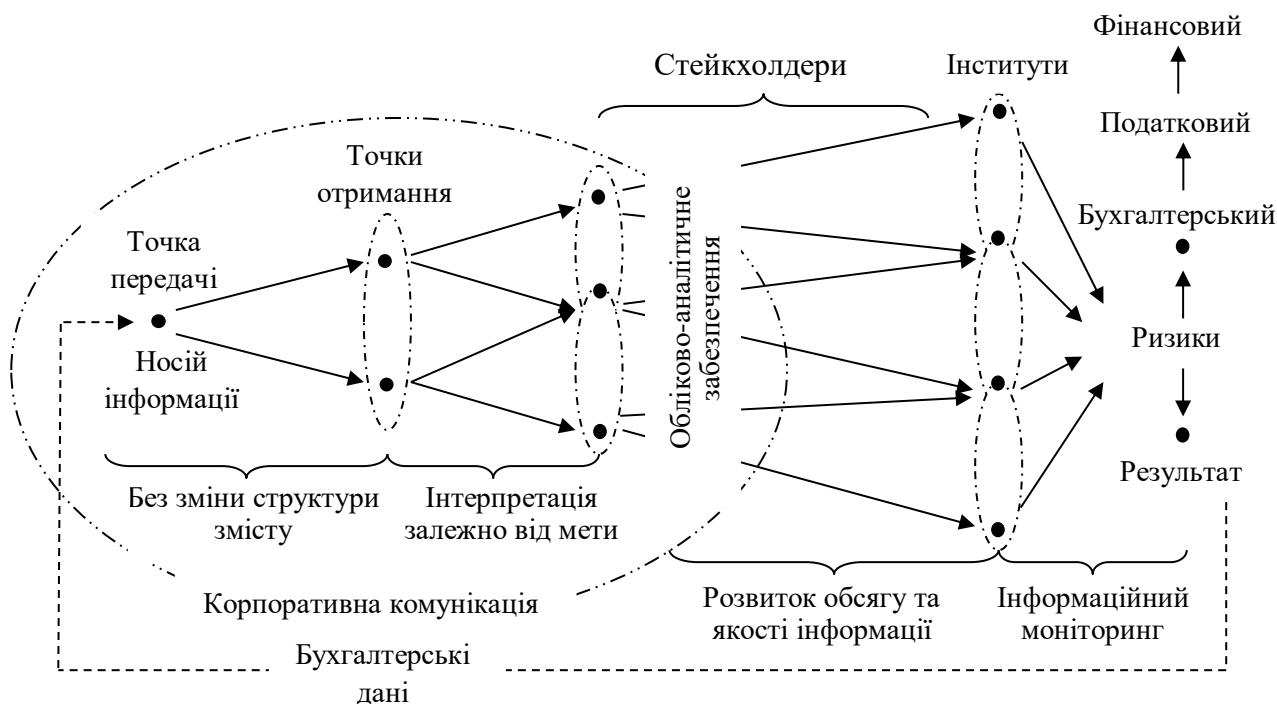 Фінансовий
Стейкхолдери
Інститути
Податковий
Точки
отримання
Бухгалтерський
Точка
передачі
Обліково-аналітичне
забезпечення
Ризики
Носій
інформації
Результат
Без зміни структури
змісту
Інтерпретація
залежно від мети
Корпоративна комунікація
Розвиток обсягу та
якості інформації
Інформаційний
моніторинг
Бухгалтерські
дані